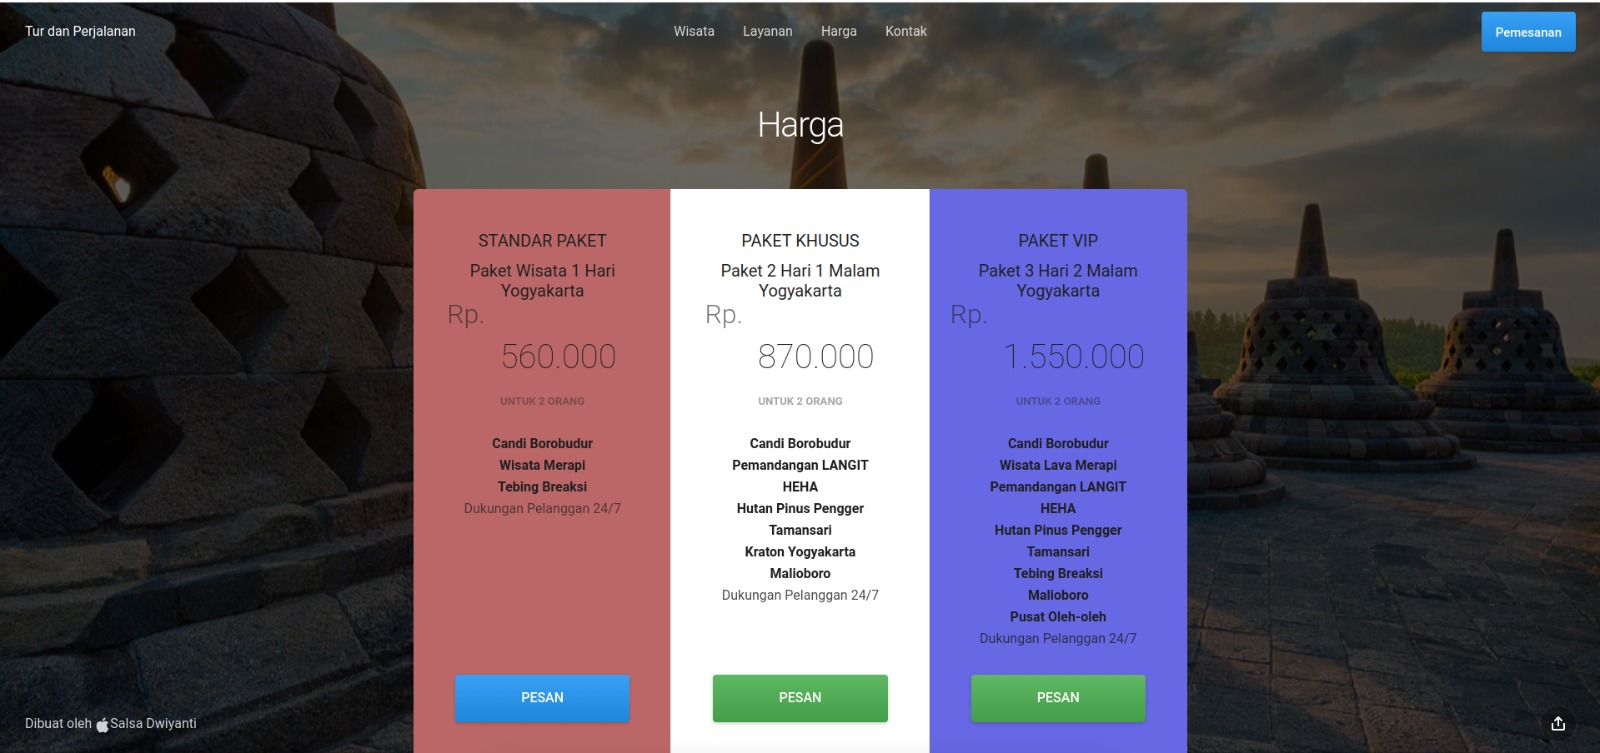 Tur dan Perjalanan
Wisata Layanan Harga Kontak
Pemesanan
Harga
STANDAR PAKET
Paket Wisata 1 Hari
Yogyakarta
Rp.
560.000
UNTUK 2 ORANG
Candi Borobudur
Wisata Merapi
Tebing Breaksi
Dukungan Pelanggan 24/7
PESAN
PAKET KHUSUS
Paket 2 Hari 1 Malam
Yogyakarta
Rp.
870.000
UNTUK 2 ORANG
Candi Borobudur
Pemandangan LANGIT
HEHA
Hutan Pinus Pengger
Tamansari
Kraton Yogyakarta
Malioboro
Dukungan Pelanggan 24/7
PESAN
PAKET VIP
Paket 3 Hari 2 Malam
Yogyakarta
Rp.
1.550.000
UNTUK 2 ORANG
Candi Borobudur
Wisata Lava Merapi
Pemandangan LANGIT
HEHA
Hutan Pinus Pengger
Tamansari
Tebing Breaksi
Malioboro
Pusat Oleh-oleh
Dukungan Pelanggan 24/7
PESAN
Dibuat oleh Salsa Dwiyanti